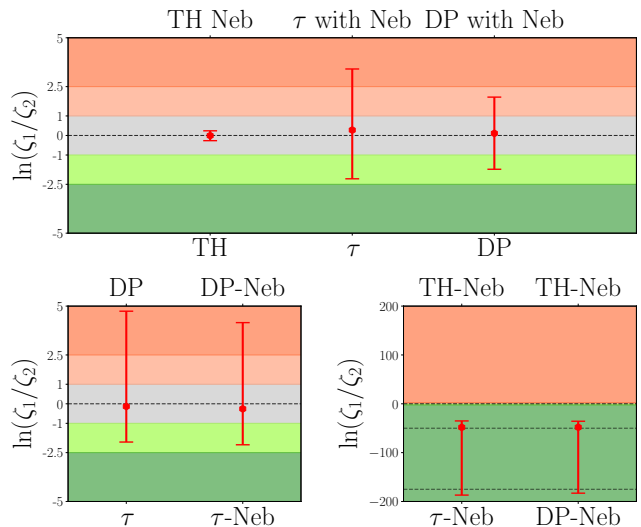 TH Neb τ with Neb DP with Neb
5
2.5
1
0
-1
-2.5
-5
ln(ζ₁/ζ₂)
TH τ DP
DP DP-Neb
5
2.5
1
0
-1
-2.5
-5
ln(ζ₁/ζ₂)
τ τ-Neb
TH-Neb TH-Neb
200
100
0
−100
−200
ln(ζ₁/ζ₂)
τ-Neb DP-Neb